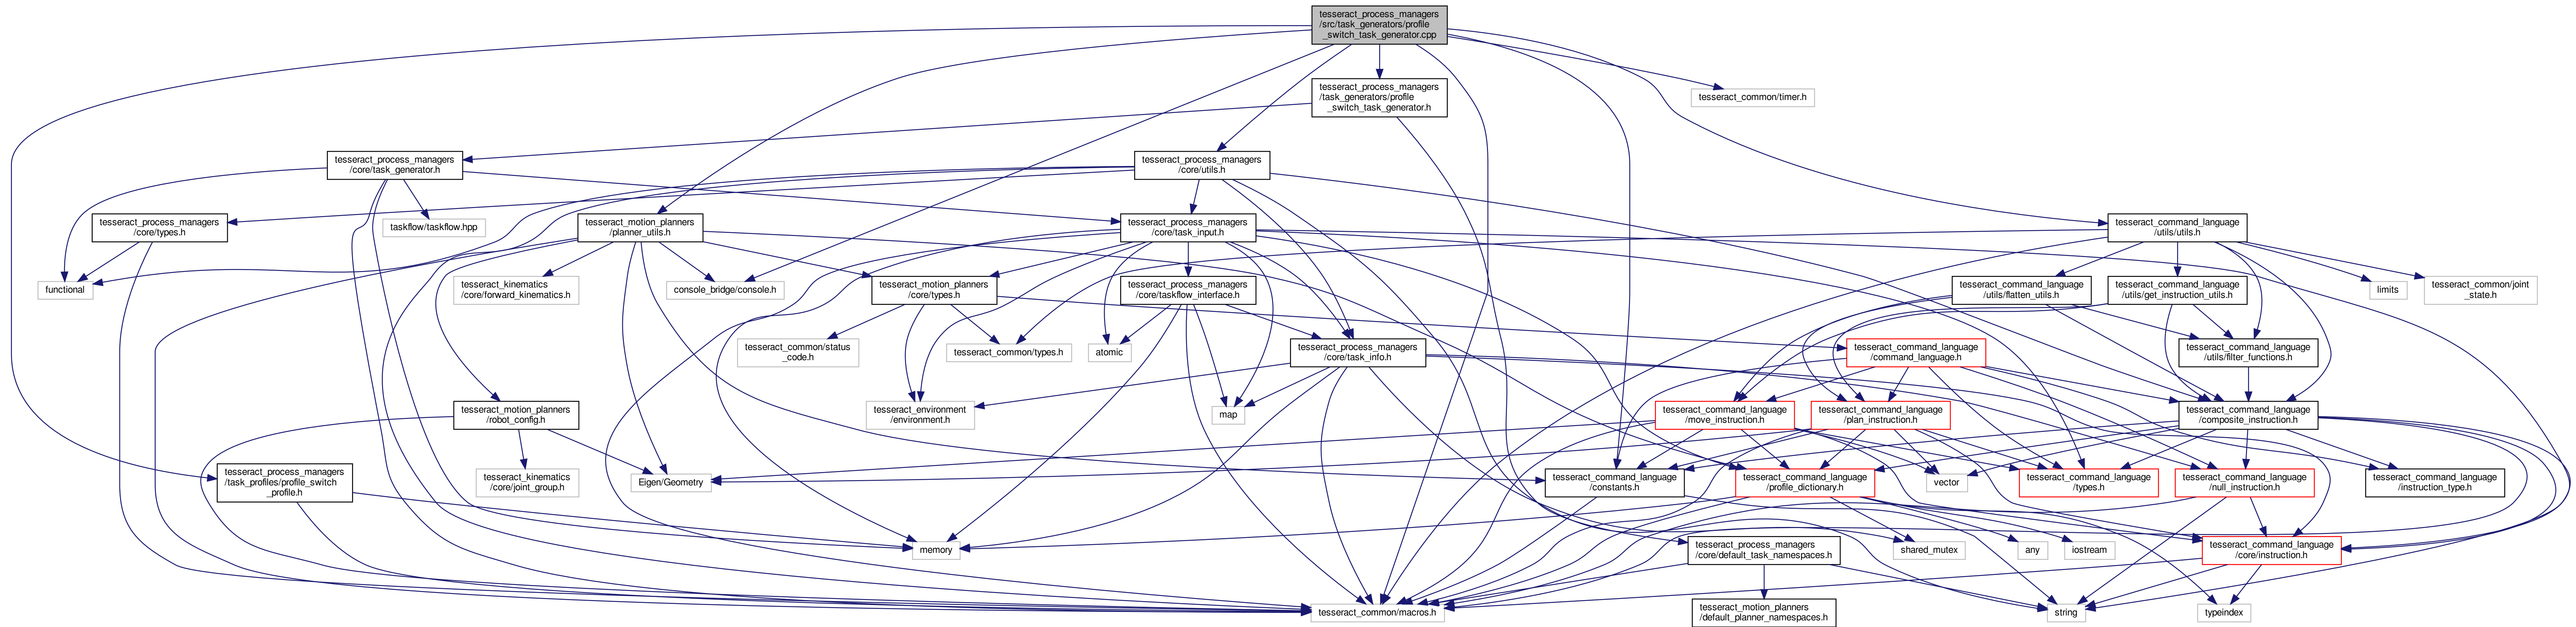 tesseract_process_managers
/src/task_generators/profile
_switch_task_generator.cpp
tesseract_process_managers
/task_generators/profile
_switch_task_generator.h
tesseract_common/timer.h
tesseract_process_managers
/core/task_generator.h
tesseract_process_managers
/core/utils.h
tesseract_process_managers
/core/types.h
taskflow/taskflow.hpp
tesseract_motion_planners
/planner_utils.h
tesseract_process_managers
/core/task_input.h
tesseract_command_language
/utils/utils.h
functional
tesseract_kinematics
/core/forward_kinematics.h
console_bridge/console.h
tesseract_motion_planners
/core/types.h
tesseract_process_managers
/core/taskflow_interface.h
tesseract_command_language
/utils/flatten_utils.h
tesseract_command_language
/utils/get_instruction_utils.h
limits
tesseract_common/joint
_state.h
tesseract_common/status
_code.h
tesseract_common/types.h
atomic
tesseract_process_managers
/core/task_info.h
tesseract_command_language
/command_language.h
tesseract_command_language
/utils/filter_functions.h
tesseract_motion_planners
/robot_config.h
tesseract_environment
/environment.h
map
tesseract_command_language
/move_instruction.h
tesseract_command_language
/plan_instruction.h
tesseract_command_language
/composite_instruction.h
tesseract_process_managers
/task_profiles/profile_switch
_profile.h
tesseract_kinematics
/core/joint_group.h
Eigen/Geometry
tesseract_command_language
/constants.h
tesseract_command_language
/profile_dictionary.h
vector
tesseract_command_language
/types.h
tesseract_command_language
/null_instruction.h
tesseract_command_language
/instruction_type.h
memory
tesseract_process_managers
/core/default_task_namespaces.h
shared_mutex
any
iostream
tesseract_command_language
/core/instruction.h
tesseract_common/macros.h
tesseract_motion_planners
/default_planner_namespaces.h
string
typeindex